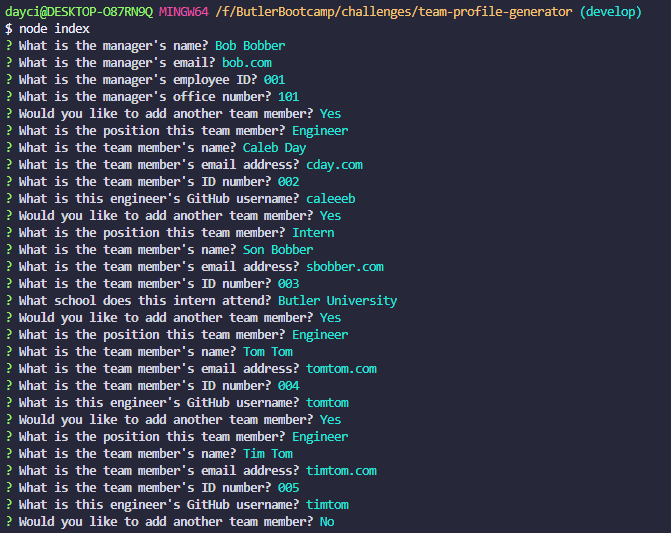 dayci@DESKTOP-O87RN9Q MINGW64 /f/ButlerBootcamp/challenges/team-profile-generator (develop)
$ node index
? What is the manager's name? Bob Bobber
? What is the manager's email? bob.com
? What is the manager's employee ID? 001
? What is the manager's office number? 101
? Would you like to add another team member? Yes
? What is the position this team member? Engineer
? What is the team member's name? Caleb Day
? What is the team member's email address? cday.com
? What is the team member's ID number? 002
? What is this engineer's GitHub username? caleeeb
? Would you like to add another team member? Yes
? What is the position this team member? Intern
? What is the team member's name? Son Bobber
? What is the team member's email address? sbobber.com
? What is the team member's ID number? 003
? What school does this intern attend? Butler University
? Would you like to add another team member? Yes
? What is the position this team member? Engineer
? What is the team member's name? Tom Tom
? What is the team member's email address? tomtom.com
? What is the team member's ID number? 004
? What is this engineer's GitHub username? tomtom
? Would you like to add another team member? Yes
? What is the position this team member? Engineer
? What is the team member's name? Tim Tom
? What is the team member's email address? timtom.com
? What is the team member's ID number? 005
? What is this engineer's GitHub username? timtom
? Would you like to add another team member? No